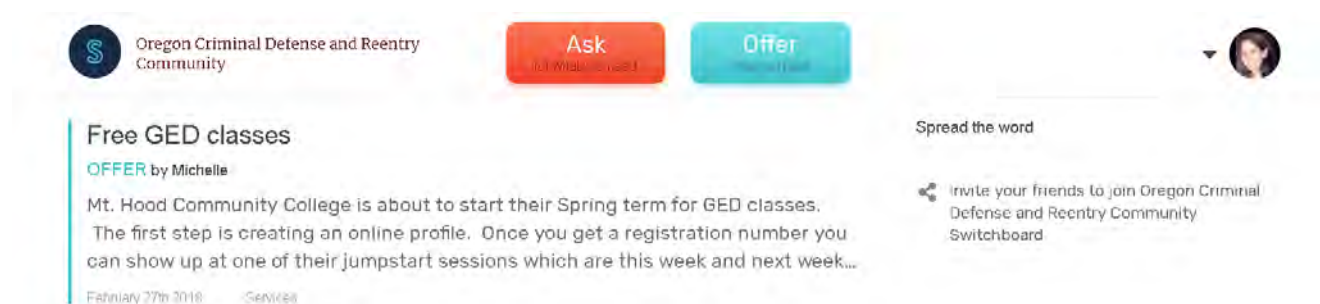 S
Oregon Criminal Defense and Reentry
Community
Ask
Offer
Free GED classes
OFFER by Michelle
Mt. Hood Community College is about to start their Spring term for GED classes.
The first step is creating an online profile. Once you get a registration number you
can show up at one of their jumpstart sessions which are this week and next week...
February 27th 2018 Services
Spread the word
Invite your friends to join Oregon Criminal
Defense and Reentry Community
Switchboard